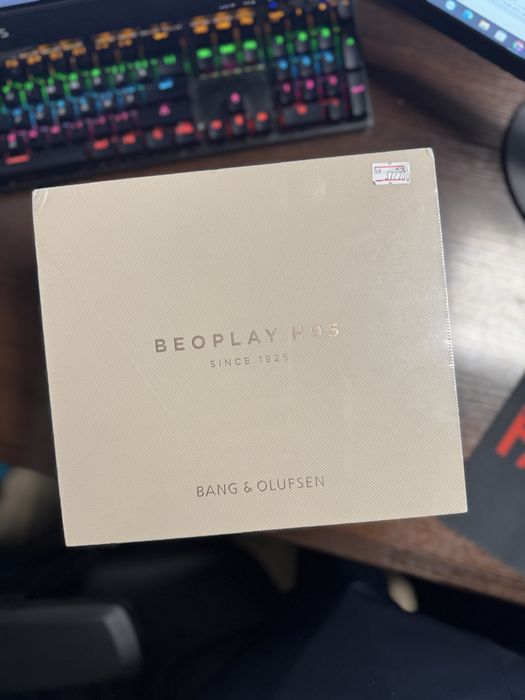 BEOPLAY H95
SINCE 1925
BANG & OLUFSEN